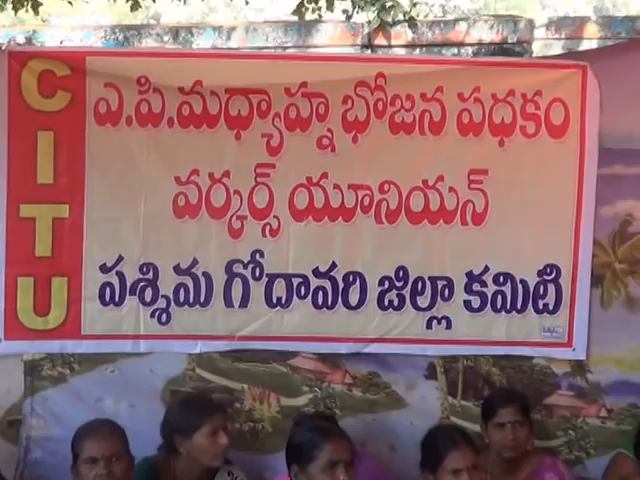 CITU
ఎ.పి.మధ్యాహ్న భోజన పధకం
వర్కర్స్ యూనియన్
పశ్చిమ గోదావరి జిల్లా కమిటి